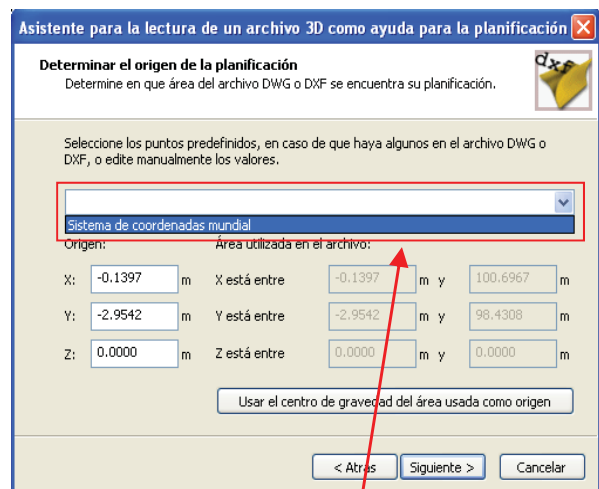 Asistente para la lectura de un archivo 3D como ayuda para la planificación
Determinar el origen de la planificación
Determine en que área del archivo DWG o DXF se encuentra su planificación.
dxf
Seleccione los puntos predefinidos, en caso de que haya algunos en el archivo DWG o
DXF, o edite manualmente los valores.
Sistema de coordenadas mundial
Origen: Área utilizada en el archivo:
X: -0.1397 m X está entre -0.1397 m y 100.6967 m
Y: -2.9542 m Y está entre -2.9542 m y 98.4308 m
Z: 0.0000 m Z está entre 0.0000 m y 0.0000 m
Usar el centro de gravedad del área usada como origen
< Atrás Siguiente > Cancelar